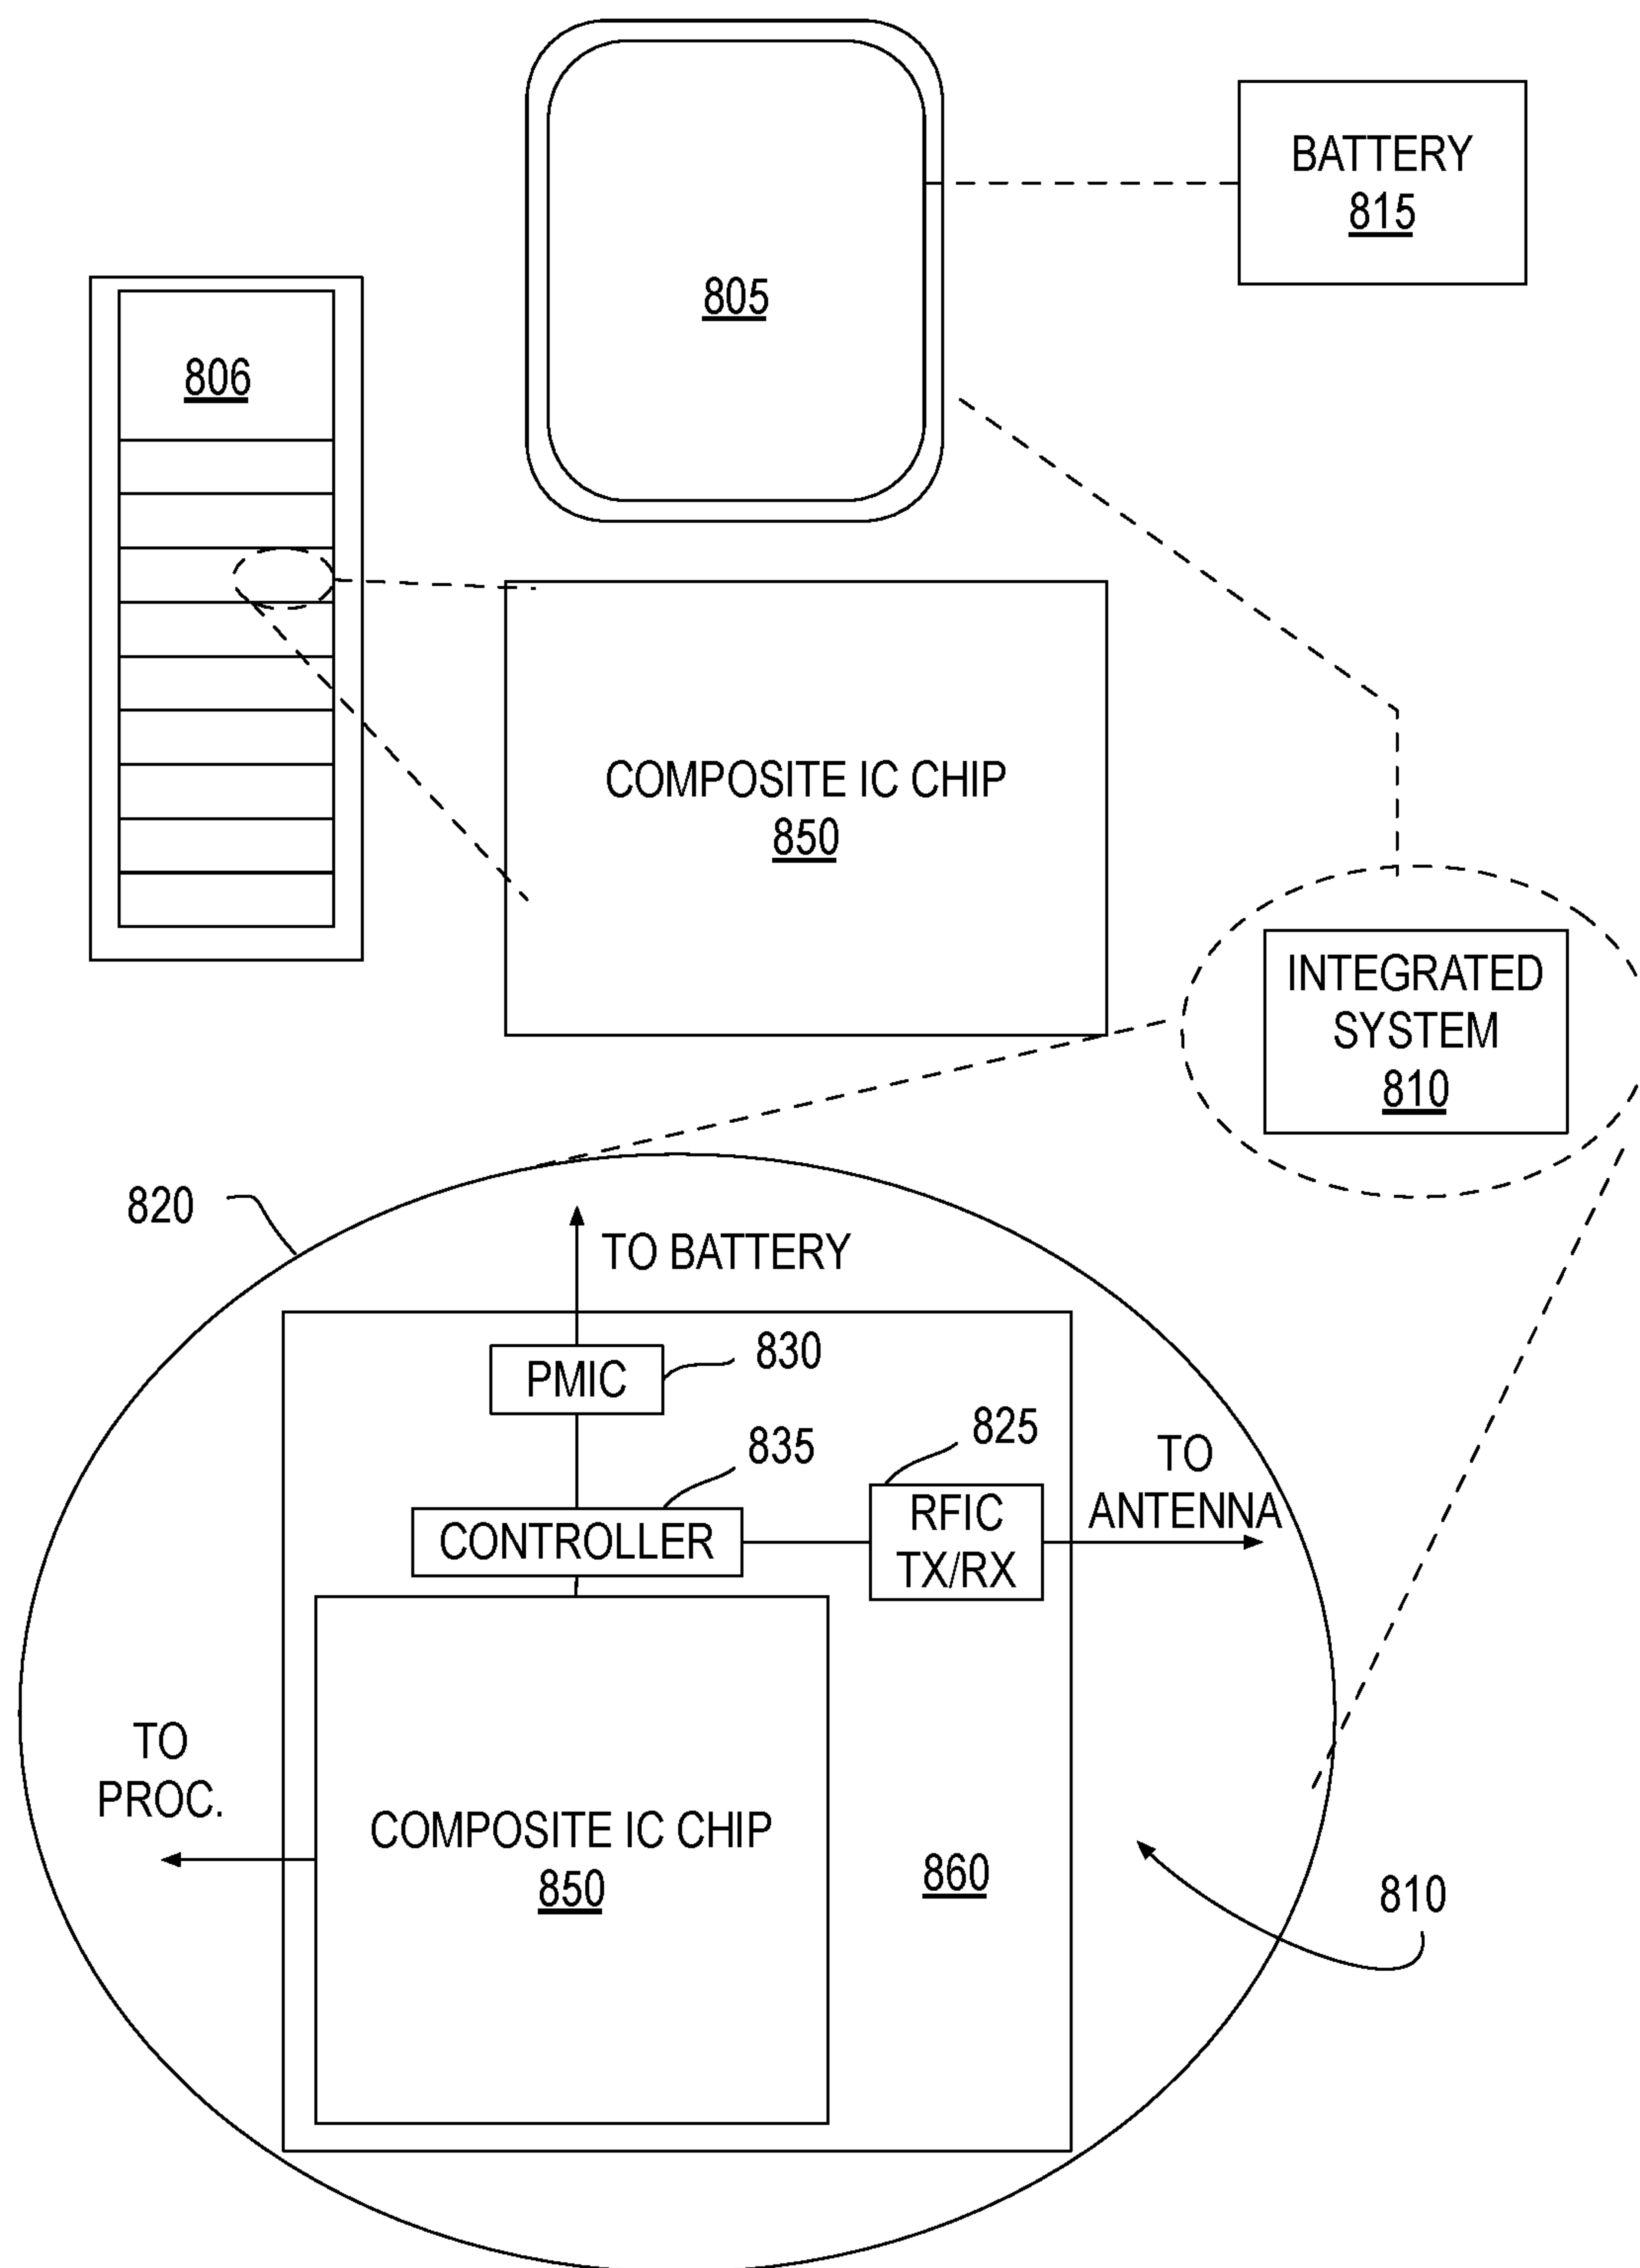 BATTERY
815
805
806
COMPOSITE IC CHIP
850
INTEGRATED
SYSTEM
810
820
TO BATTERY
PMIC
830
835
825
TO
ANTENNA
CONTROLLER
RFIC
TX/RX
TO
PROC.
COMPOSITE IC CHIP
850
860
810